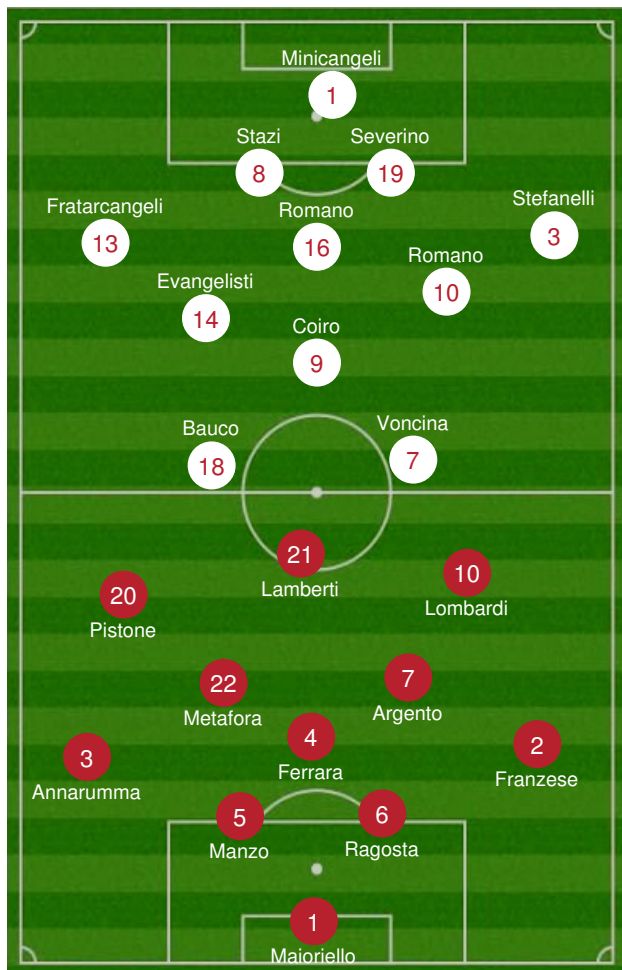 Minicangeli
1
Stazi
Severino
8
19
Stefanelli
Fratarcangeli
Romano
3
13
16
Romano
10
Evangelisti
14
Coiro
9
Voncina
Bauco
7
18
21
Lamberti
10
Lombardi
20
Pistone
7
Argento
22
Metafora
4
Ferrara
2
Franzese
3
Annarumma
6
Ragosta
5
Manzo
1
Maioriello